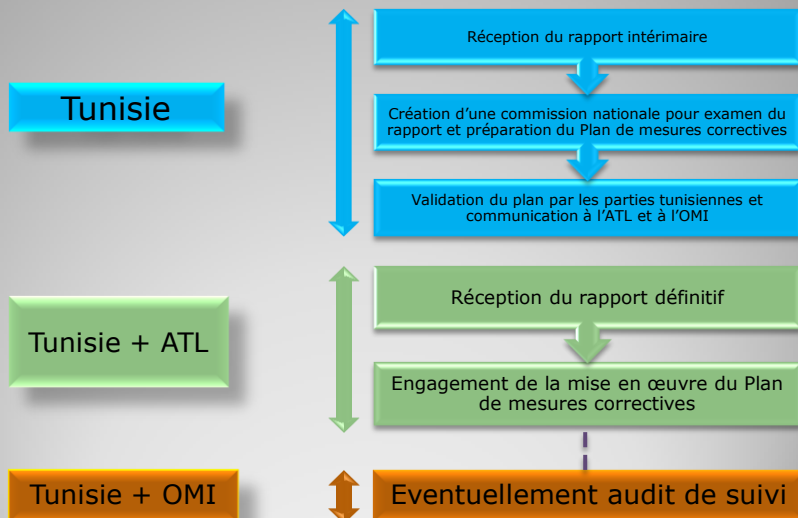 Tunisie
Réception du rapport intérimaire
Création d'une commission nationale pour examen du
rapport et préparation du Plan de mesures correctives
Validation du plan par les parties tunisiennes et
communication à l'ATL et à l'OMI
Tunisie + ATL
Réception du rapport définitif
Engagement de la mise en œuvre du Plan
de mesures correctives
Tunisie + OMI
Eventuellement audit de suivi